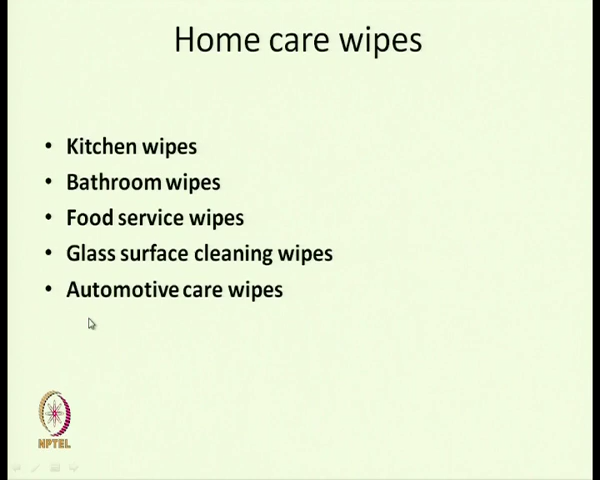 Home care wipes
• Kitchen wipes
• Bathroom wipes
• Food service wipes
• Glass surface cleaning wipes
• Automotive care wipes
NPTEL